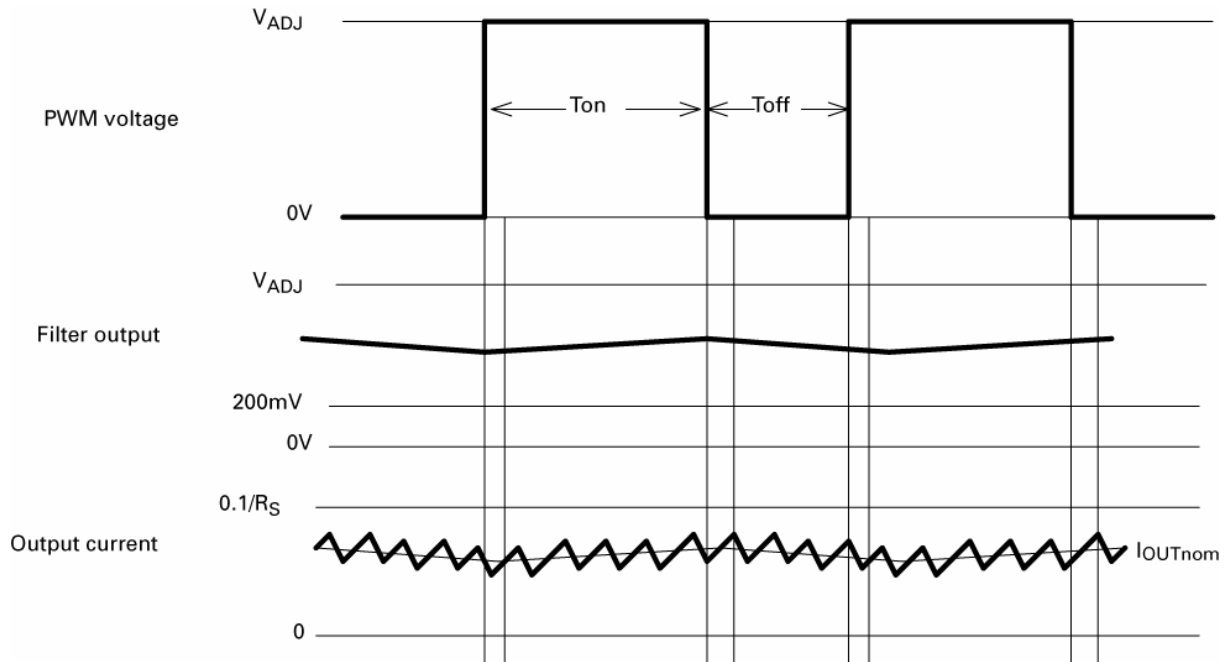 VADJ
Ton
Toff
PWM voltage
0V
VADJ
Filter output
200mV
0V
0.1/RS
Output current
IOUTnom
0